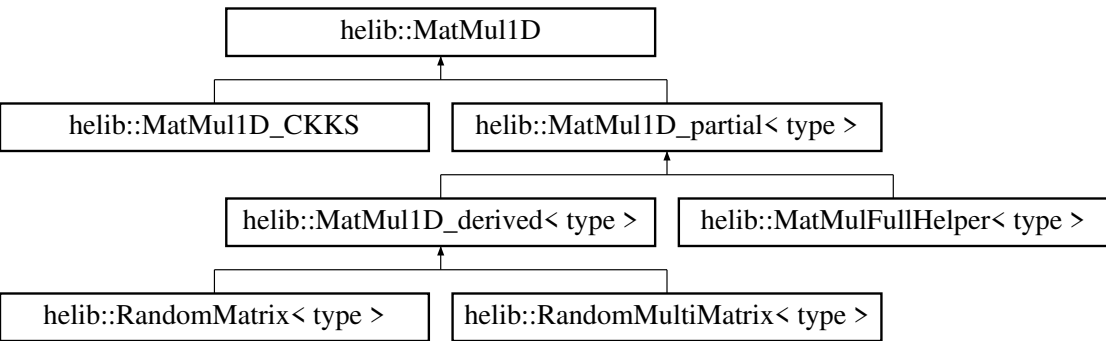 helib::MatMul1D
helib::MatMul1D_CKKS
helib::MatMul1D_partial< type >
helib::MatMul1D_derived< type >
helib::MatMulFullHelper< type >
helib::RandomMatrix< type >
helib::RandomMultiMatrix< type >